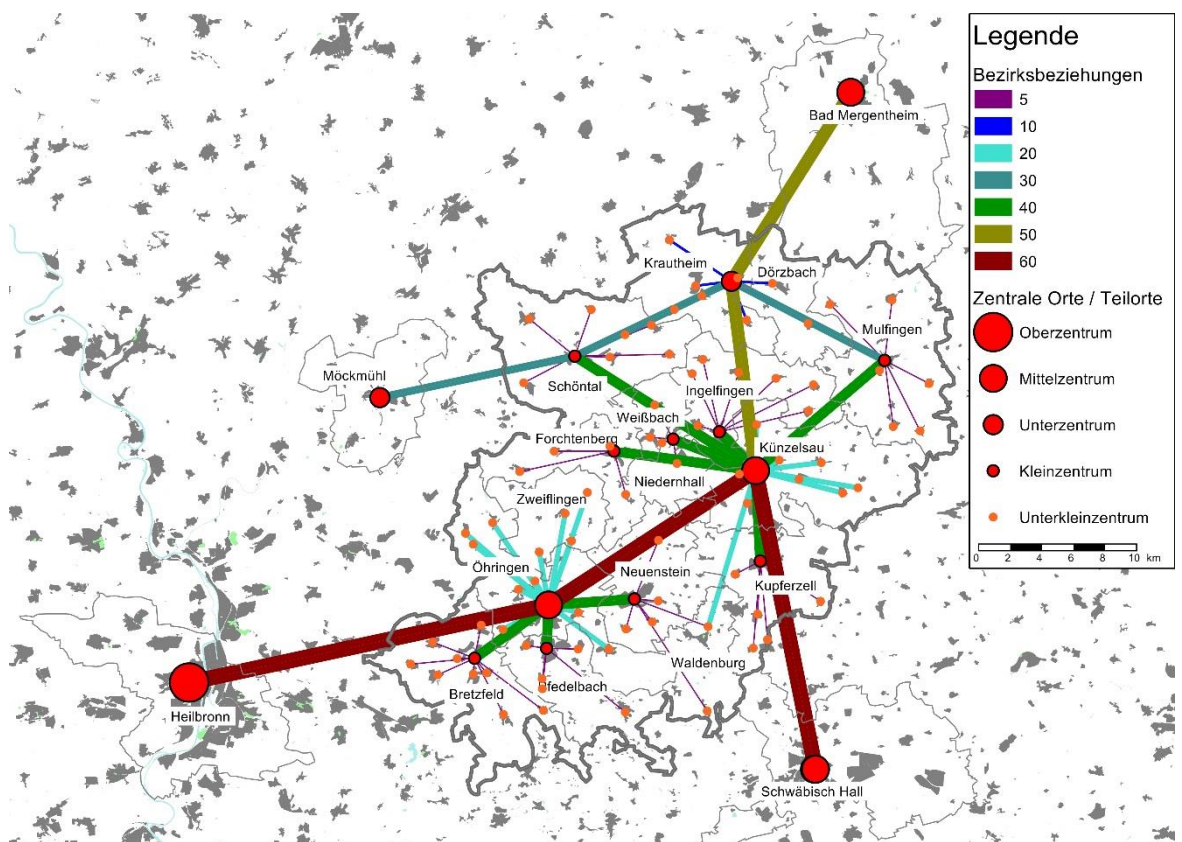 Legende
Bezirksbeziehungen
5
10
20
30
40
50
60
Zentrale Orte / Teilorte
Oberzentrum
Mittelzentrum
Unterzentrum
Kleinzentrum
Unterkleinzentrum
0 2 4 6 8 10 km
Bad Mergentheim
Krautheim
Dörzbach
Mulfingen
Möckmühl
Schöntal
Ingelfingen
Weißbach
Forchtenberg
Künzelsau
Niedernhall
Zweiflingen
Öhringen
Neuenstein
Kupferzell
Waldenburg
Bretzfeld
Pfedelbach
Heilbronn
Schwäbisch Hall